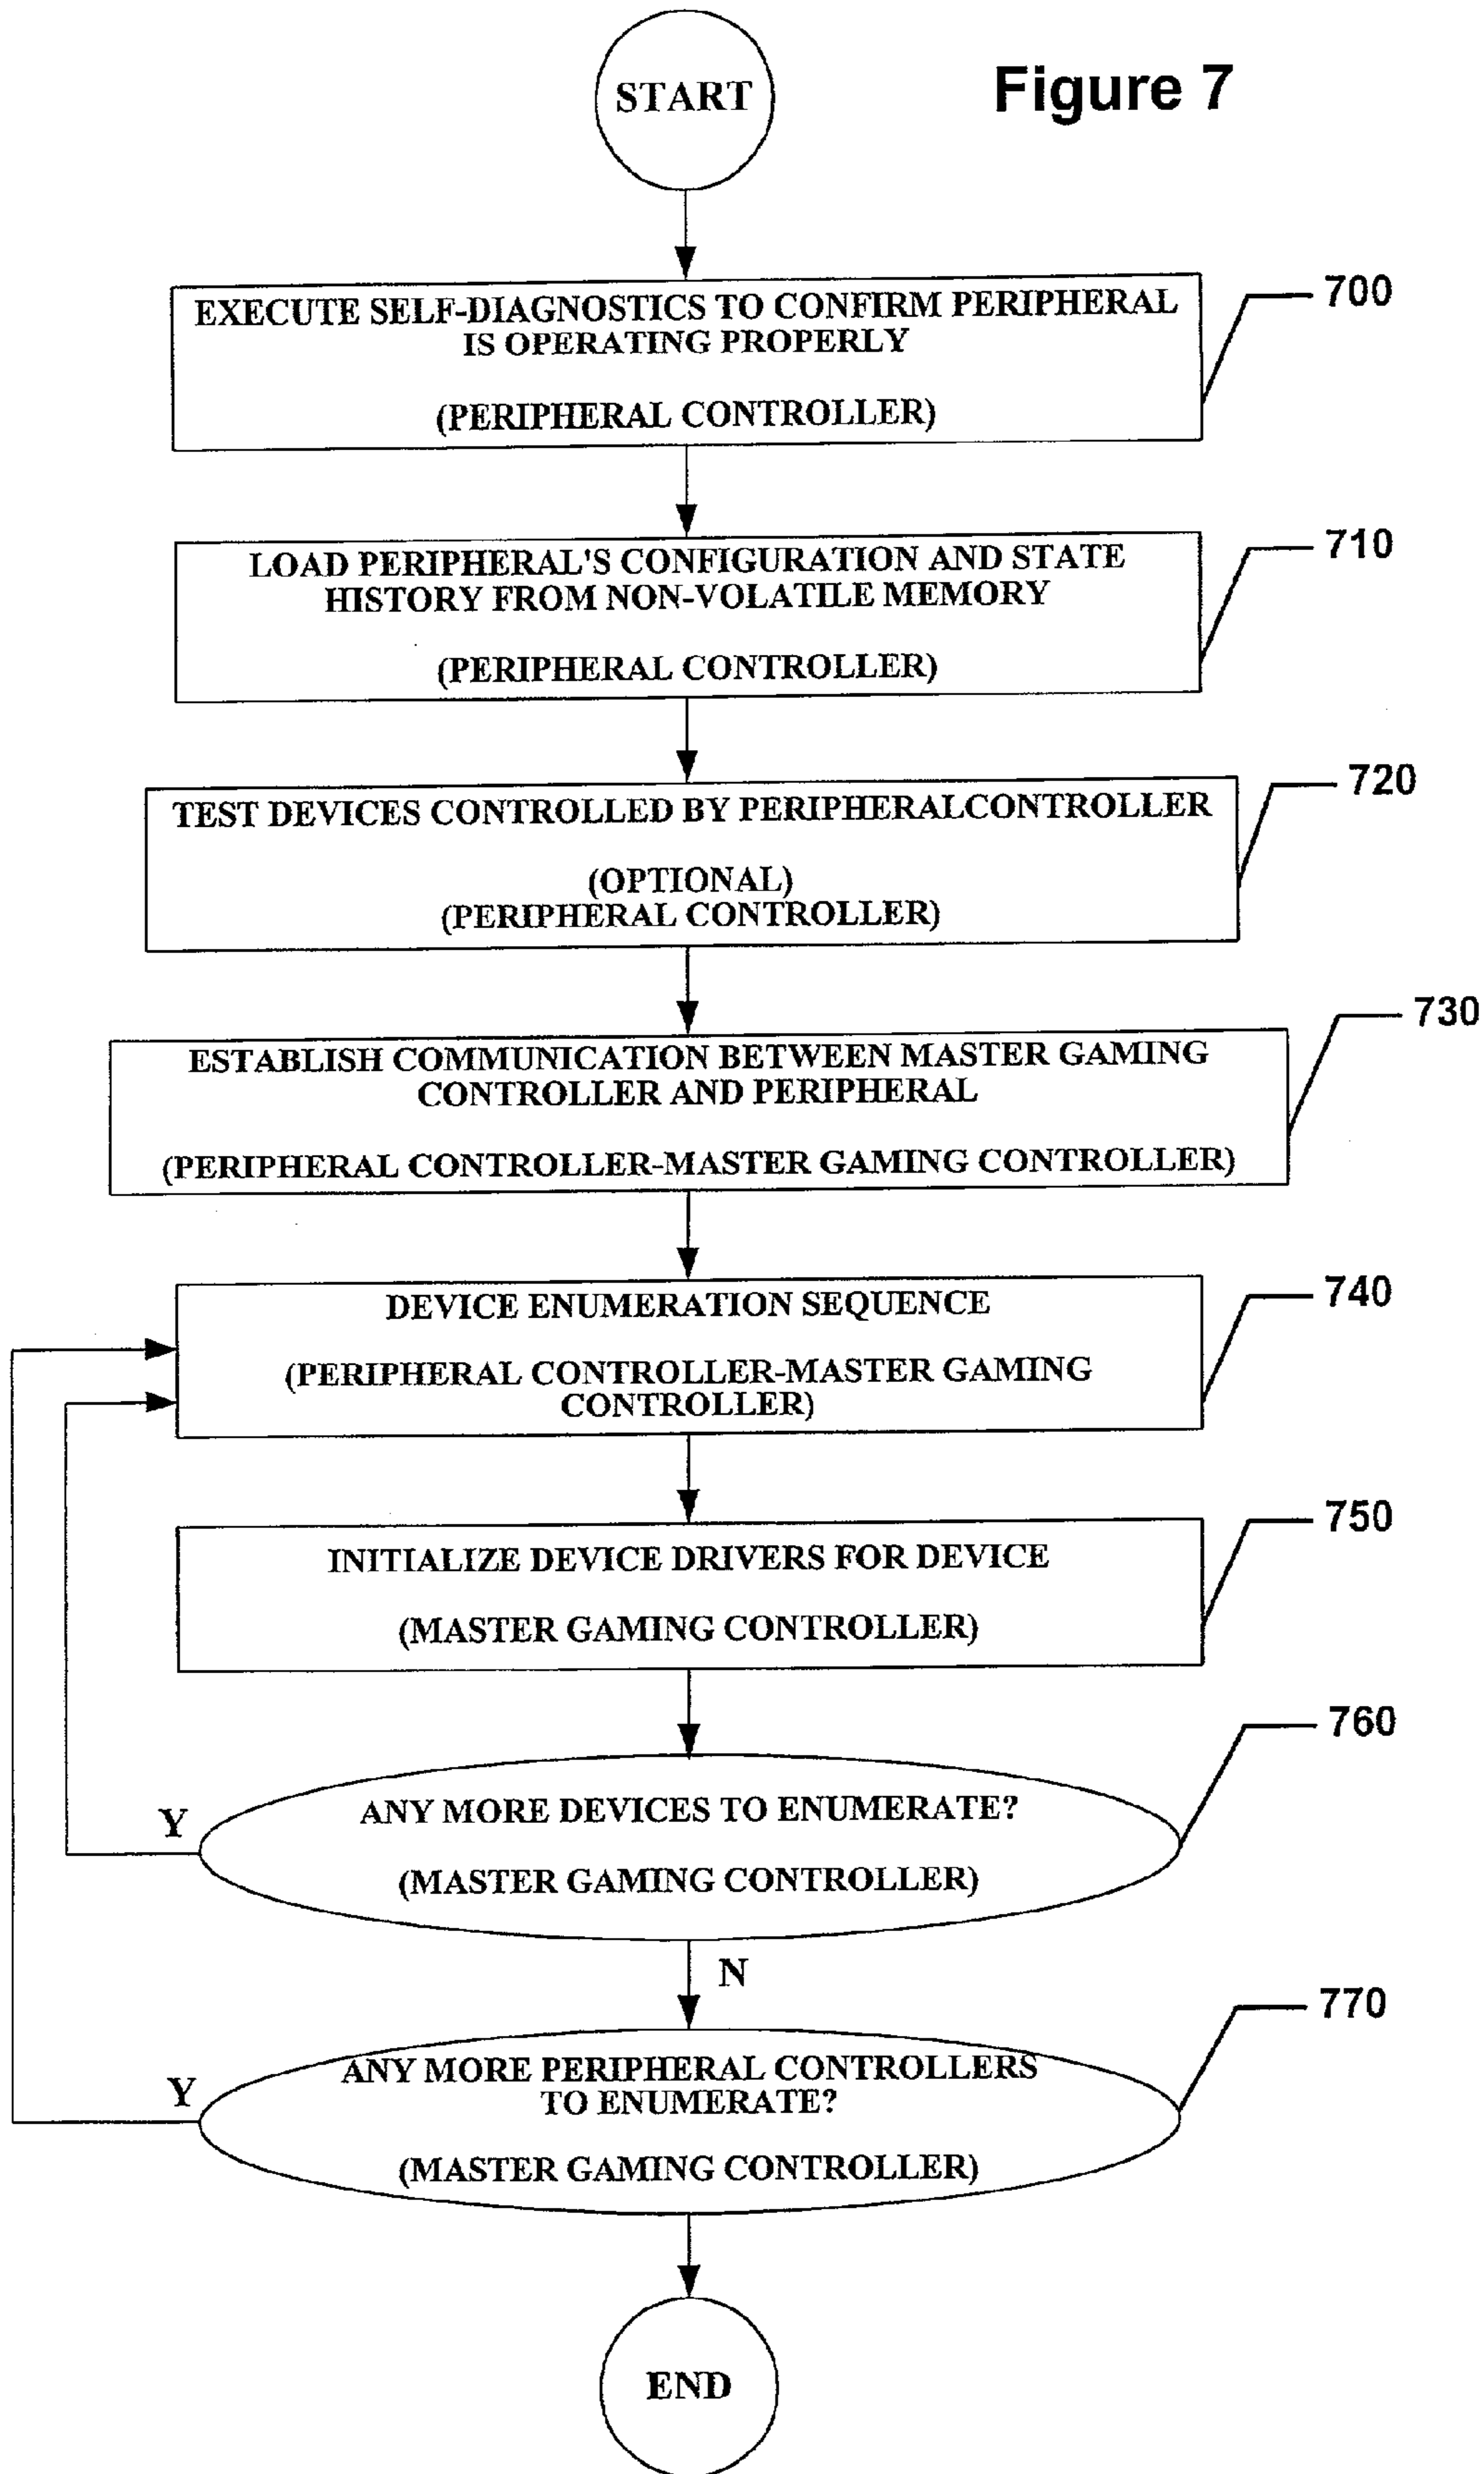 START
Figure 7
EXECUTE SELF-DIAGNOSTICS TO CONFIRM PERIPHERAL
IS OPERATING PROPERLY
(PERIPHERAL CONTROLLER)
700
LOAD PERIPHERAL'S CONFIGURATION AND STATE
HISTORY FROM NON-VOLATILE MEMORY
(PERIPHERAL CONTROLLER)
710
TEST DEVICES CONTROLLED BY PERIPHERALCONTROLLER
(OPTIONAL)
(PERIPHERAL CONTROLLER)
720
ESTABLISH COMMUNICATION BETWEEN MASTER GAMING
CONTROLLER AND PERIPHERAL
(PERIPHERAL CONTROLLER-MASTER GAMING CONTROLLER)
730
DEVICE ENUMERATION SEQUENCE
(PERIPHERAL CONTROLLER-MASTER GAMING
CONTROLLER)
740
INITIALIZE DEVICE DRIVERS FOR DEVICE
(MASTER GAMING CONTROLLER)
750
ANY MORE DEVICES TO ENUMERATE?
(MASTER GAMING CONTROLLER)
760
Y
N
ANY MORE PERIPHERAL CONTROLLERS
TO ENUMERATE?
(MASTER GAMING CONTROLLER)
770
Y
END